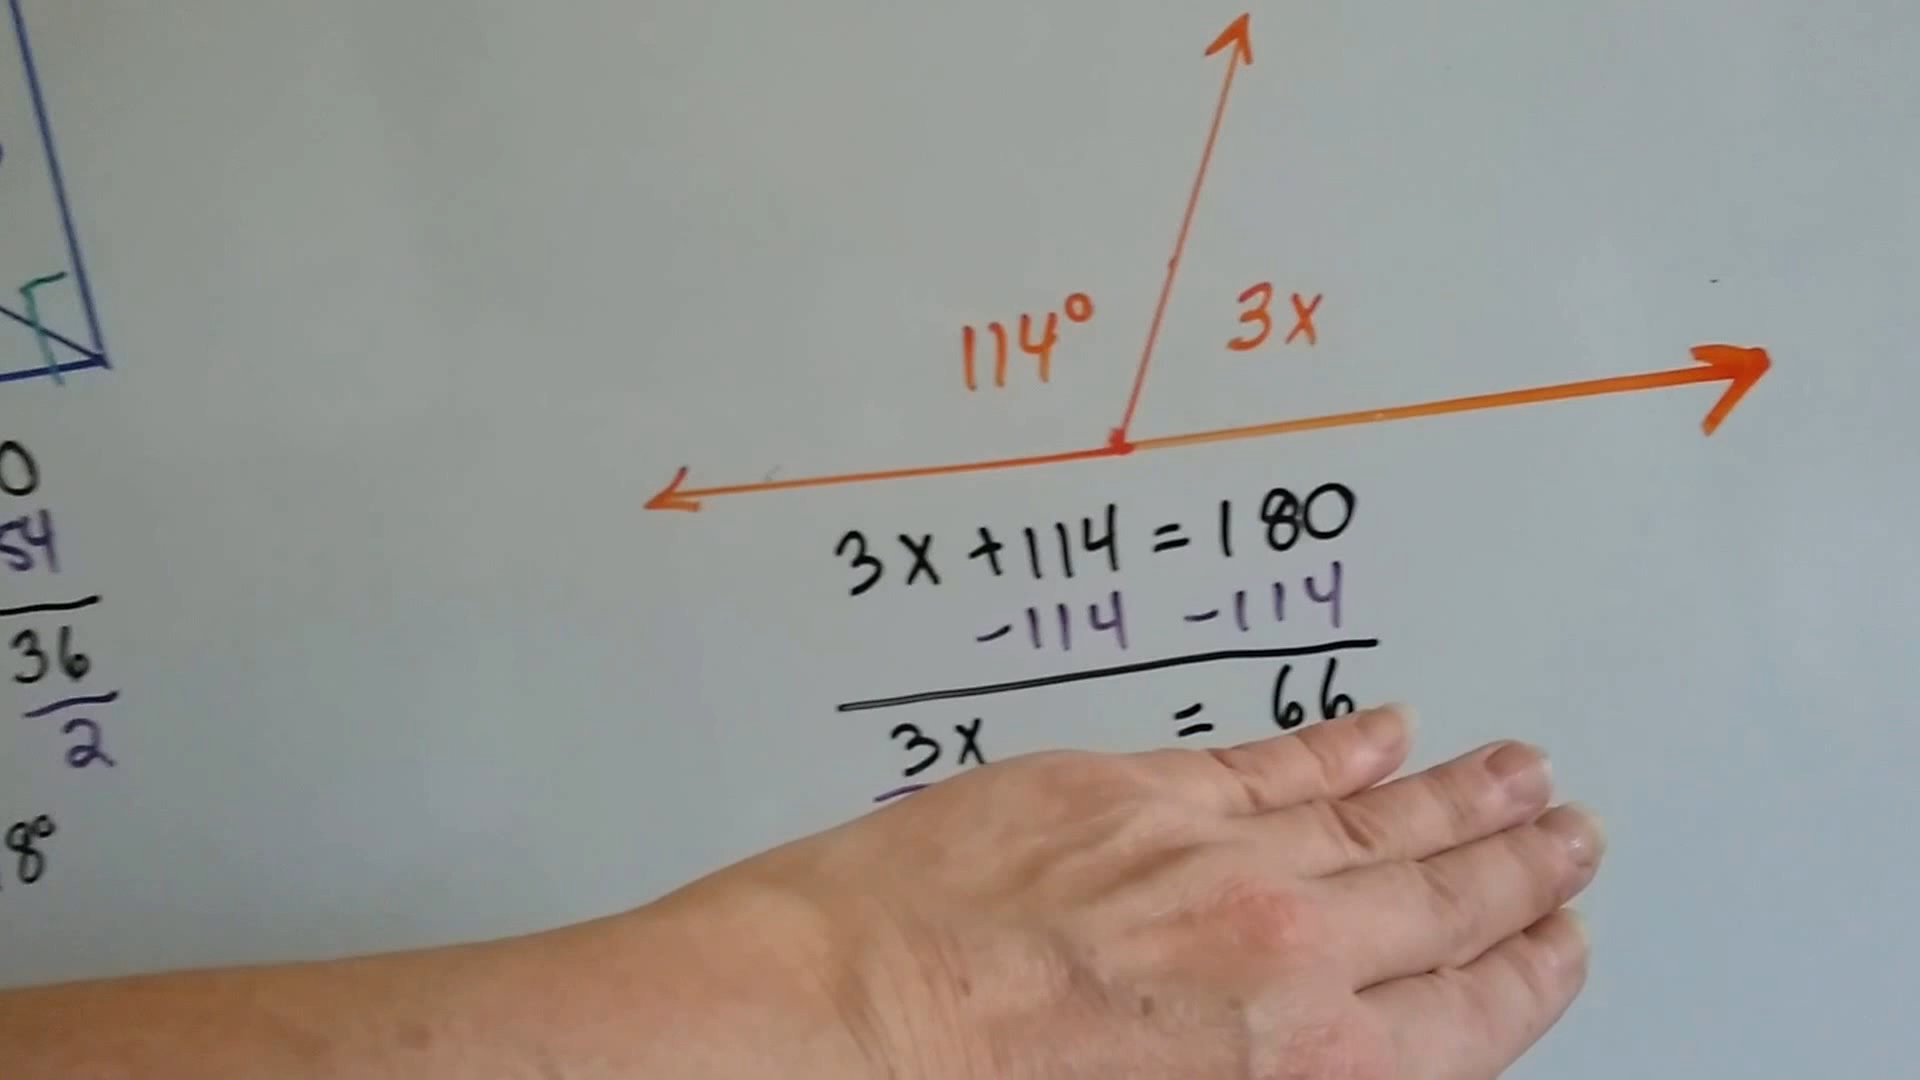 114° 3x
3x + 114 = 180
-114 -114
3x = 66
0
54
36
2
8°